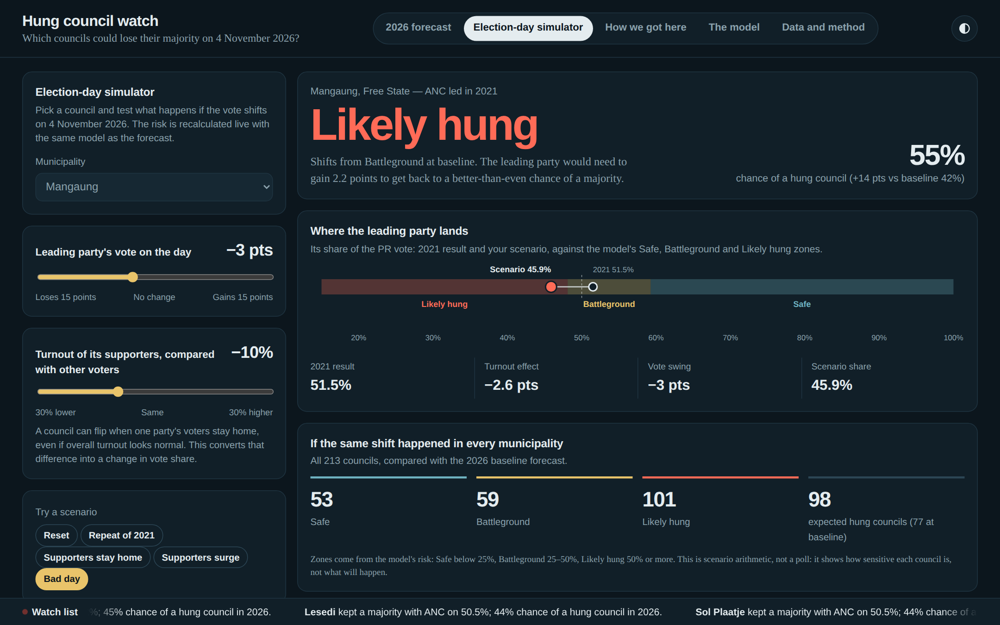 Hung council watch
Which councils could lose their majority on 4 November 2026?
2026 forecast
Election-day simulator
How we got here
The model
Data and method
Election-day simulator
Pick a council and test what happens if the vote shifts
on 4 November 2026. The risk is recalculated live with
the same model as the forecast.
Municipality
Mangaung
Leading party's vote on the day
−3 pts
Loses 15 points
No change
Gains 15 points
Turnout of its supporters, compared
with other voters
−10%
30% lower
Same
30% higher
A council can flip when one party's voters stay home,
even if overall turnout looks normal. This converts that
difference into a change in vote share.
Try a scenario
Reset
Repeat of 2021
Supporters stay home
Supporters surge
Bad day
Mangaung, Free State — ANC led in 2021
Likely hung
Shifts from Battleground at baseline. The leading party would need to
gain 2.2 points to get back to a better-than-even chance of a majority.
55%
chance of a hung council (+14 pts vs baseline 42%)
Where the leading party lands
Its share of the PR vote: 2021 result and your scenario, against the model's Safe, Battleground and Likely hung zones.
Scenario 45.9%
2021 51.5%
Likely hung
Battleground
Safe
20%
30%
40%
50%
60%
70%
80%
90%
100%
2021 result
51.5%
Turnout effect
−2.6 pts
Vote swing
−3 pts
Scenario share
45.9%
If the same shift happened in every municipality
All 213 councils, compared with the 2026 baseline forecast.
53
Safe
59
Battleground
101
Likely hung
98
expected hung councils (77 at
baseline)
Zones come from the model's risk: Safe below 25%, Battleground 25–50%, Likely hung 50% or more. This is scenario arithmetic, not a poll: it shows how sensitive each council is,
not what will happen.
Watch list
%; 45% chance of a hung council in 2026.
Lesedi kept a majority with ANC on 50.5%; 44% chance of a hung council in 2026.
Sol Plaatje kept a majority with ANC on 50.5%; 44% chance of a